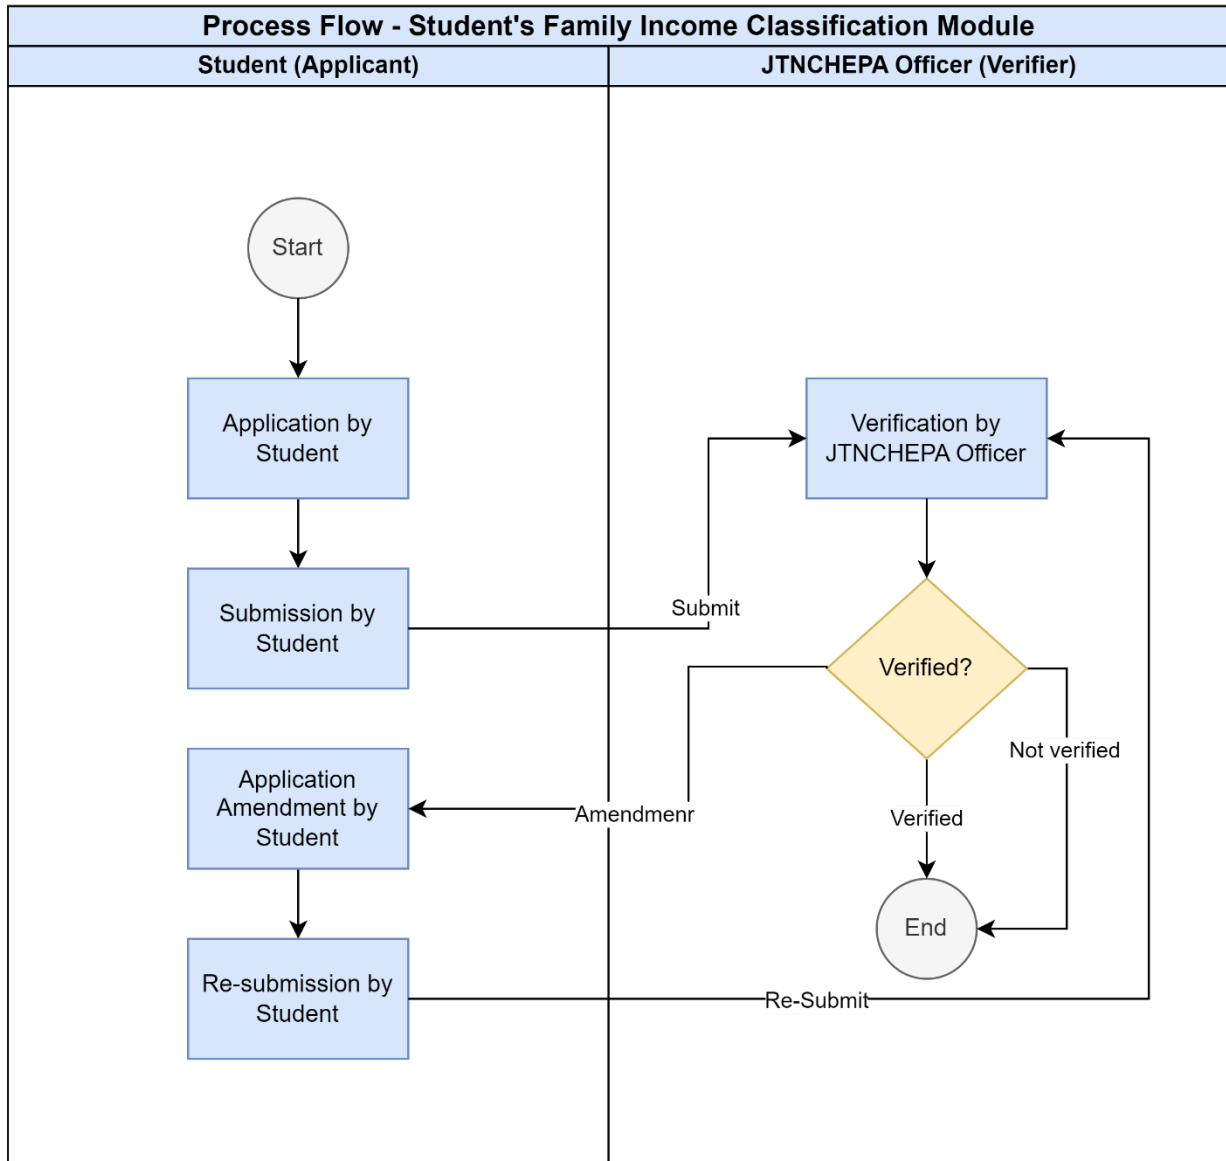 Process Flow - Student's Family Income Classification Module
Student (Applicant)
JTNCHEPA Officer (Verifier)
Start
Application by
Student
Submission by
Student
Submit
Verification by
JTNCHEPA Officer
Verified?
Not verified
Verified
Amendmenr
Application
Amendment by
Student
End
Re-submission by
Student
Re-Submit